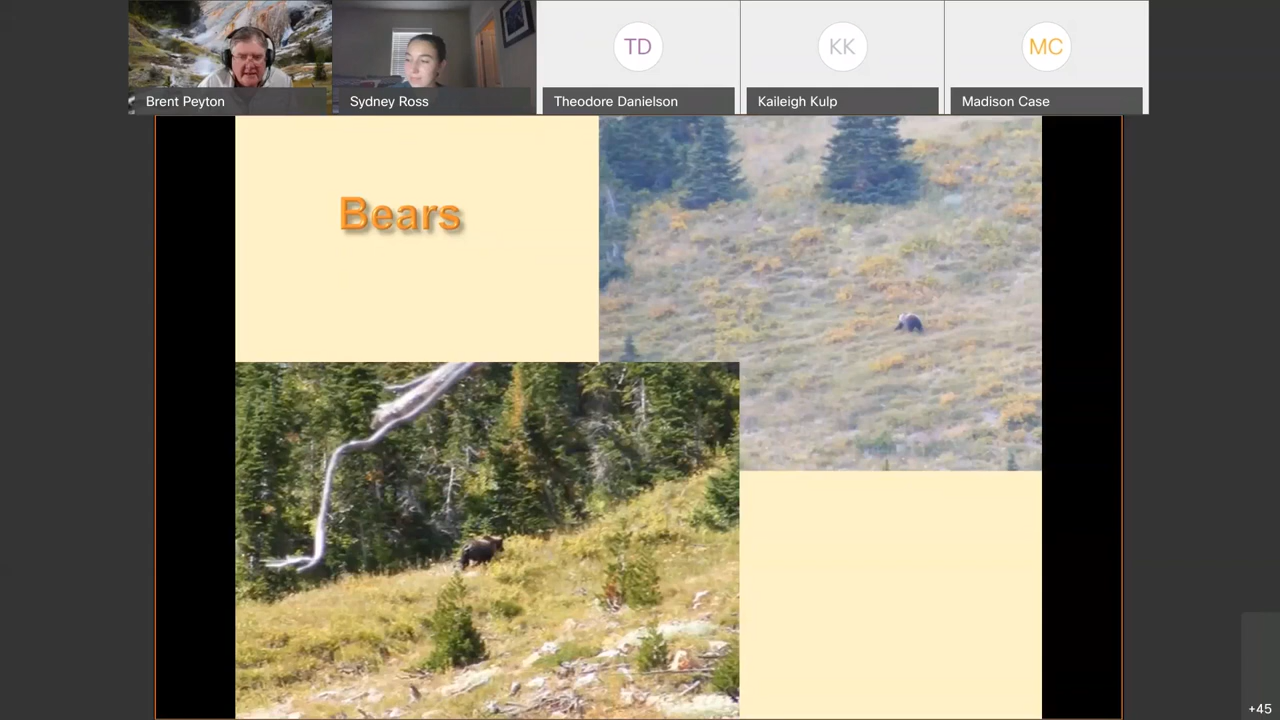 TD
KK
MC
Brent Peyton
Sydney Ross
Theodore Danielson
Kaileigh Kulp
Madison Case
Bears
+45